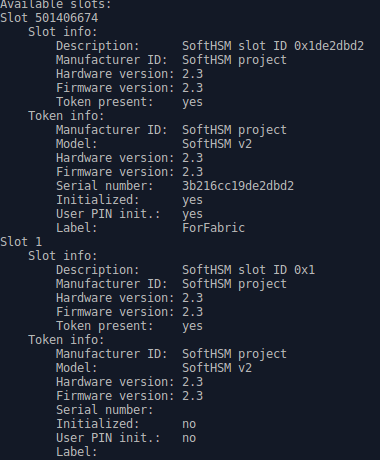 Available slots:
Slot 501406674
    Slot info:
        Description:      SoftHSM slot ID 0x1de2dbd2
        Manufacturer ID:  SoftHSM project
        Hardware version: 2.3
        Firmware version: 2.3
        Token present:    yes
    Token info:
        Manufacturer ID:  SoftHSM project
        Model:            SoftHSM v2
        Hardware version: 2.3
        Firmware version: 2.3
        Serial number:    3b216cc19de2dbd2
        Initialized:      yes
        User PIN init.:   yes
        Label:            ForFabric
Slot 1
    Slot info:
        Description:      SoftHSM slot ID 0x1
        Manufacturer ID:  SoftHSM project
        Hardware version: 2.3
        Firmware version: 2.3
        Token present:    yes
    Token info:
        Manufacturer ID:  SoftHSM project
        Model:            SoftHSM v2
        Hardware version: 2.3
        Firmware version: 2.3
        Serial number:
        Initialized:      no
        User PIN init.:   no
        Label: